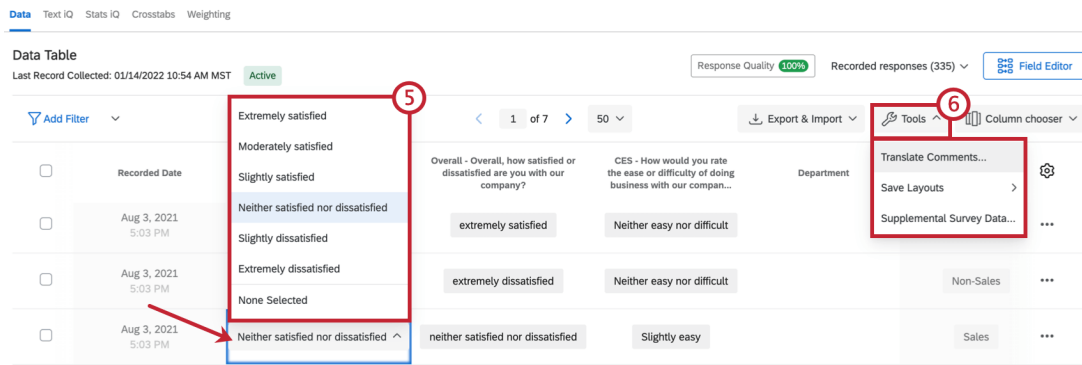 Data Text iQ Stats iQ Crosstabs Weighting
Data Table
Last Record Collected: 01/14/2022 10:54 AM MST Active
Response Quality 100% Recorded responses (335) Field Editor
Add Filter
1 of 7 50
Export & Import Tools Column chooser
5
6
Extremely satisfied
Moderately satisfied
Slightly satisfied
Neither satisfied nor dissatisfied
Slightly dissatisfied
Extremely dissatisfied
None Selected
Translate Comments...
Save Layouts
Supplemental Survey Data...
Recorded Date
Overall - Overall, how satisfied or
dissatisfied are you with our
company?
CES - How would you rate
the ease or difficulty of doing
business with our compan...
Department
Aug 3, 2021
5:03 PM
extremely satisfied Neither easy nor difficult
Aug 3, 2021
5:03 PM
extremely dissatisfied Neither easy nor difficult Non-Sales
Aug 3, 2021
5:03 PM
Neither satisfied nor dissatisfied neither satisfied nor dissatisfied Slightly easy Sales